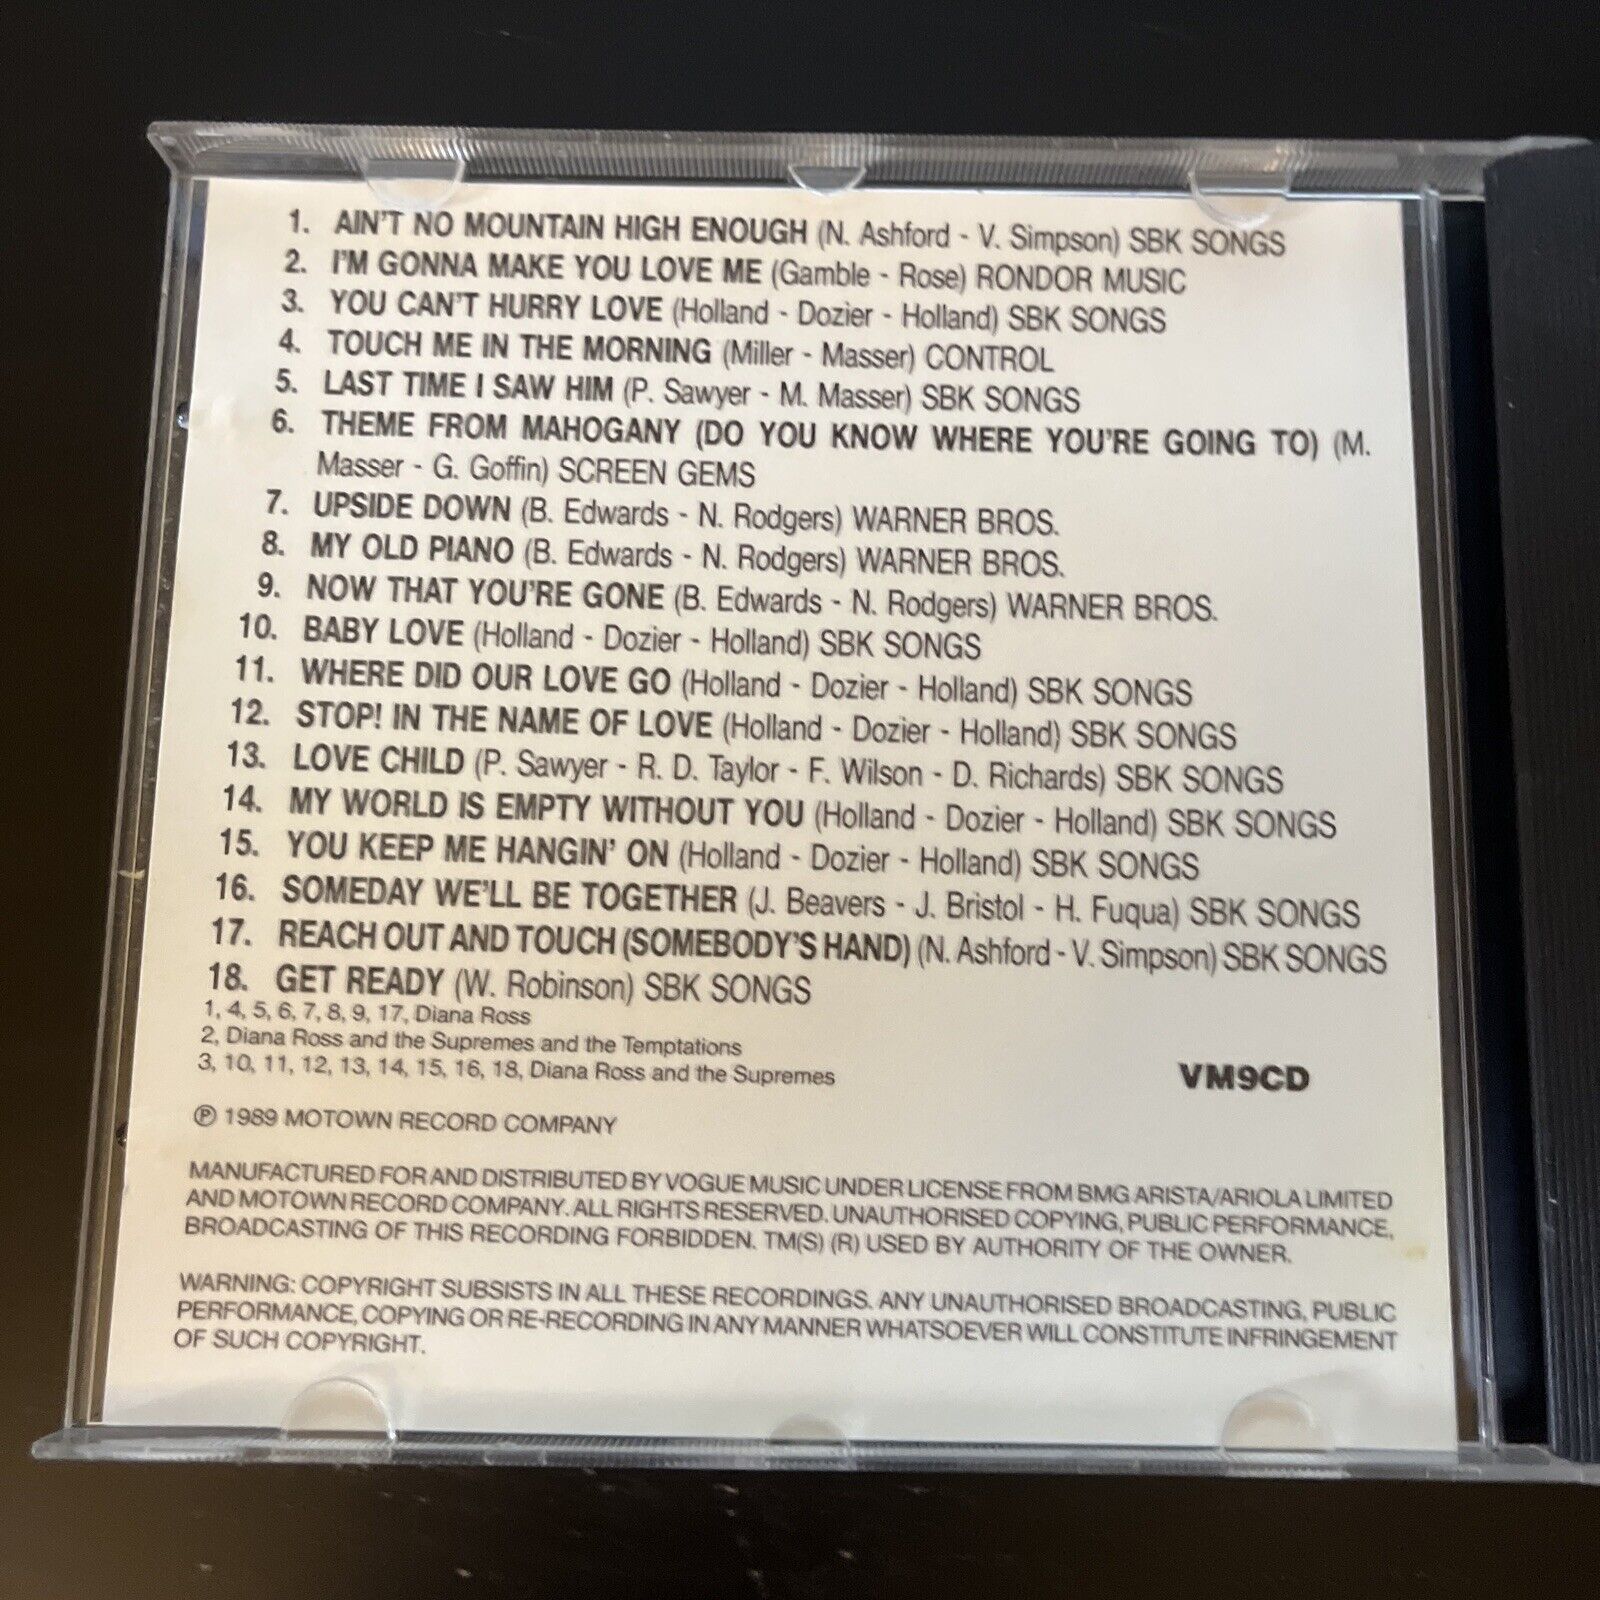 1. AIN'T NO MOUNTAIN HIGH ENOUGH (N. Ashford - V. Simpson) SBK SONGS
2. I'M GONNA MAKE YOU LOVE ME (Gamble - Rose) RONDOR MUSIC
3. YOU CAN'T HURRY LOVE (Holland - Dozier - Holland) SBK SONGS
4. TOUCH ME IN THE MORNING (Miller - Masser) CONTROL
5. LAST TIME I SAW HIM (P. Sawyer - M. Masser) SBK SONGS
6. THEME FROM MAHOGANY (DO YOU KNOW WHERE YOU'RE GOING TO) (M.
Masser - G. Goffin) SCREEN GEMS
7. UPSIDE DOWN (B. Edwards - N. Rodgers) WARNER BROS.
8. MY OLD PIANO (B. Edwards - N. Rodgers) WARNER BROS.
9. NOW THAT YOU'RE GONE (B. Edwards - N. Rodgers) WARNER BROS.
10. BABY LOVE (Holland - Dozier - Holland) SBK SONGS
11. WHERE DID OUR LOVE GO (Holland - Dozier - Holland) SBK SONGS
12. STOP! IN THE NAME OF LOVE (Holland - Dozier - Holland) SBK SONGS
13. LOVE CHILD (P. Sawyer - R. D. Taylor - F. Wilson - D. Richards) SBK SONGS
14. MY WORLD IS EMPTY WITHOUT YOU (Holland - Dozier - Holland) SBK SONGS
15. YOU KEEP ME HANGIN' ON (Holland - Dozier - Holland) SBK SONGS
16. SOMEDAY WE'LL BE TOGETHER (J. Beavers - J. Bristol - H. Fuqua) SBK SONGS
17. REACH OUT AND TOUCH (SOMEBODY'S HAND) (N. Ashford - V. Simpson) SBK SONGS
18. GET READY (W. Robinson) SBK SONGS
1, 4, 5, 6, 7, 8, 9, 17, Diana Ross
2, Diana Ross and the Supremes and the Temptations
3, 10, 11, 12, 13, 14, 15, 16, 18, Diana Ross and the Supremes
VM9CD
℗ 1989 MOTOWN RECORD COMPANY
MANUFACTURED FOR AND DISTRIBUTED BY VOGUE MUSIC UNDER LICENSE FROM BMG ARISTA/ARIOLA LIMITED
AND MOTOWN RECORD COMPANY. ALL RIGHTS RESERVED. UNAUTHORISED COPYING, PUBLIC PERFORMANCE,
BROADCASTING OF THIS RECORDING FORBIDDEN. TM(S) (R) USED BY AUTHORITY OF THE OWNER.
WARNING: COPYRIGHT SUBSISTS IN ALL THESE RECORDINGS. ANY UNAUTHORISED BROADCASTING, PUBLIC
PERFORMANCE, COPYING OR RE-RECORDING IN ANY MANNER WHATSOEVER WILL CONSTITUTE INFRINGEMENT
OF SUCH COPYRIGHT.